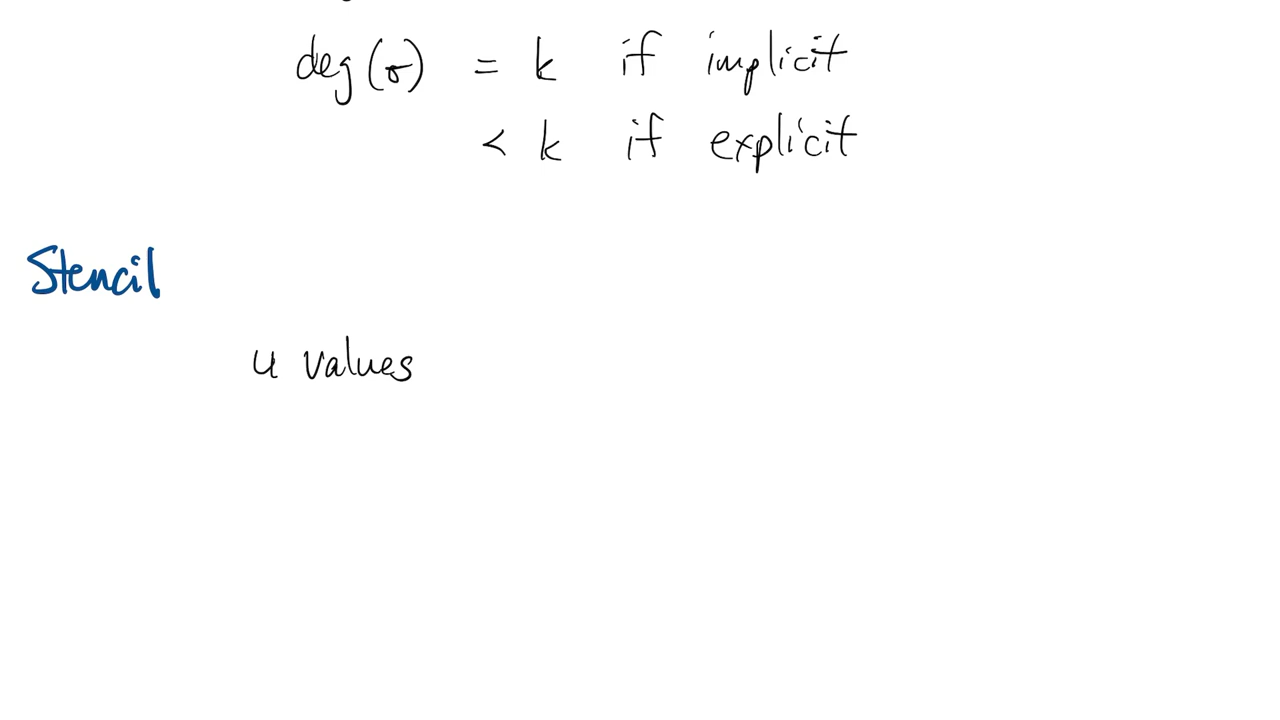 deg(σ) = k if implicit
< k if explicit
Stencil
u values